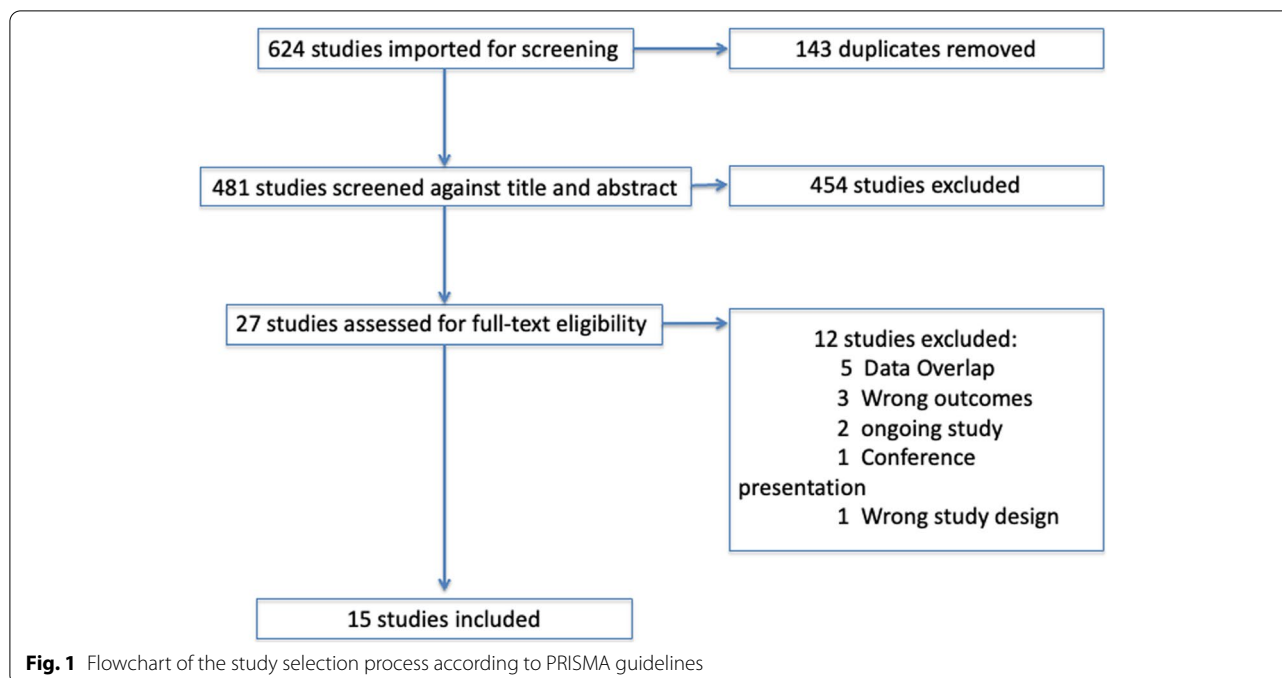 624 studies imported for screening
143 duplicates removed
481 studies screened against title and abstract
454 studies excluded
27 studies assessed for full-text eligibility
12 studies excluded:
5 Data Overlap
3 Wrong outcomes
2 ongoing study
1 Conference
presentation
1 Wrong study design
15 studies included
Fig. 1 Flowchart of the study selection process according to PRISMA guidelines